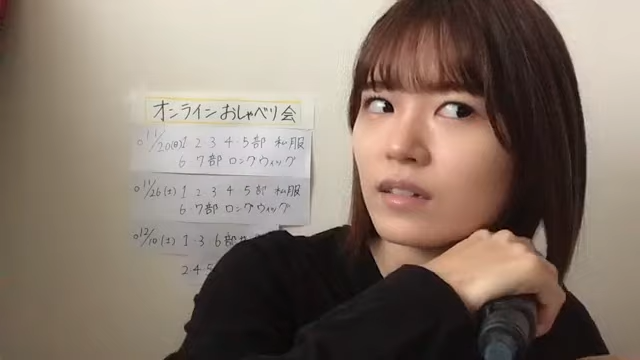 オンラインおしゃべり会
○11/20(日)1・2・3・4・5部 私服
6・7部 ロングウィッグ
○11/26(土)1・2・3・4・5部 私服
6・7部 ロングウィッグ
○12/10(土)1・3・6部
2・4・5